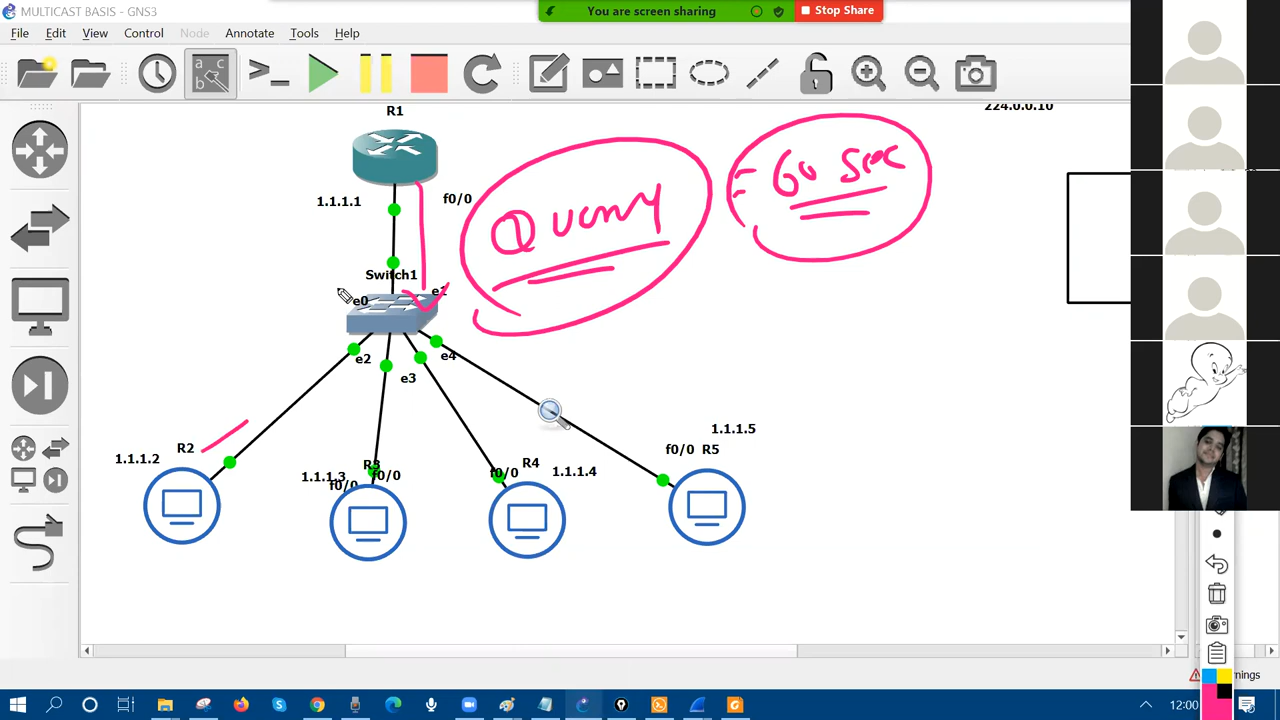 MULTICAST BASIS - GNS3
You are screen sharing
Stop Share
File Edit View Control Node Annotate Tools Help
224.0.0.10
R1
1.1.1.1
f0/0
Query
= 60 Sec
Switch1
e0
e1
e2
e3
e4
R2
1.1.1.2
R3
1.1.1.3
f0/0
f0/0
R4
f0/0
1.1.1.4
1.1.1.5
f0/0 R5
12:00